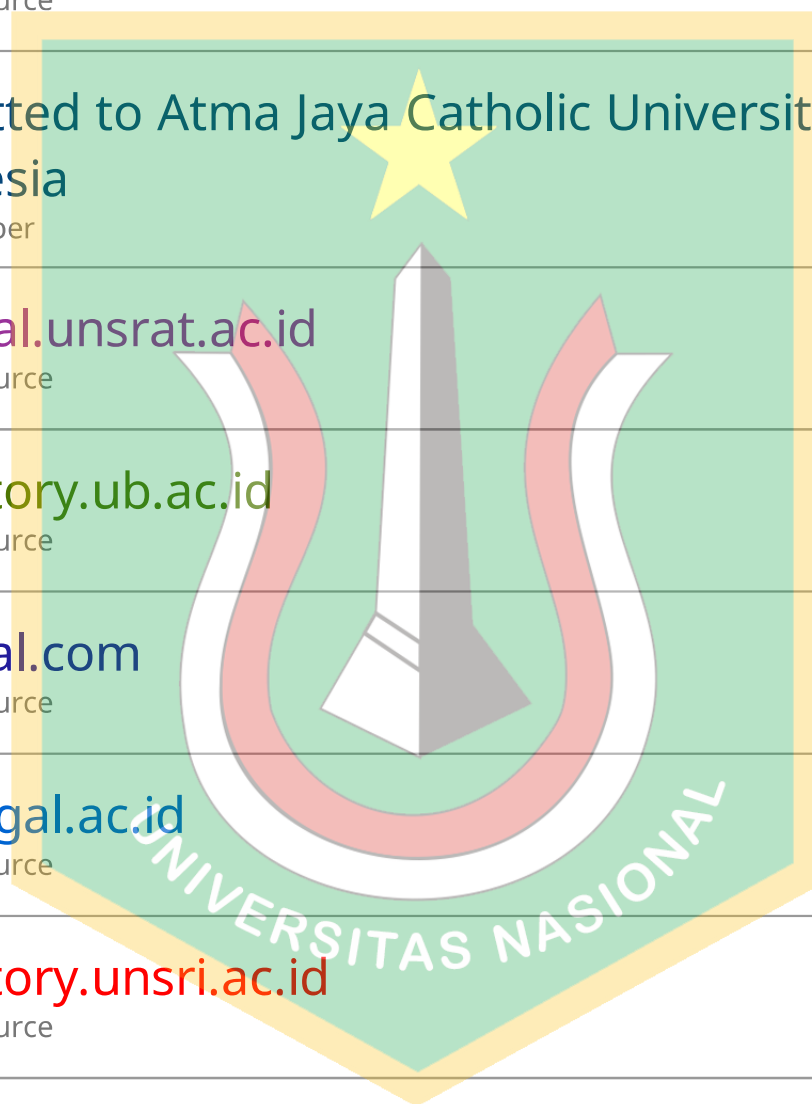 urce
tted to Atma Jaya Catholic Universit
esia
per
al.unsrat.ac.id
urce
tory.ub.ac.id
urce
al.com
urce
gal.ac.id
urce
UNIVERSITAS NASIONAL
tory.unsri.ac.id
urce